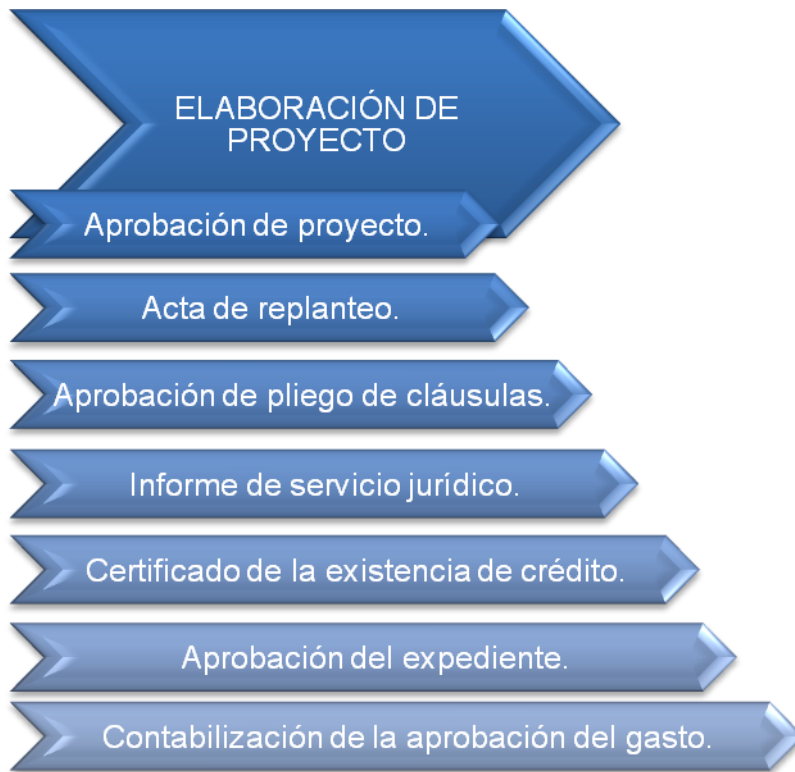 ELABORACIÓN DE
PROYECTO
Aprobación de proyecto.
Acta de replanteo.
Aprobación de pliego de cláusulas.
Informe de servicio jurídico.
Certificado de la existencia de crédito.
Aprobación del expediente.
Contabilización de la aprobación del gasto.